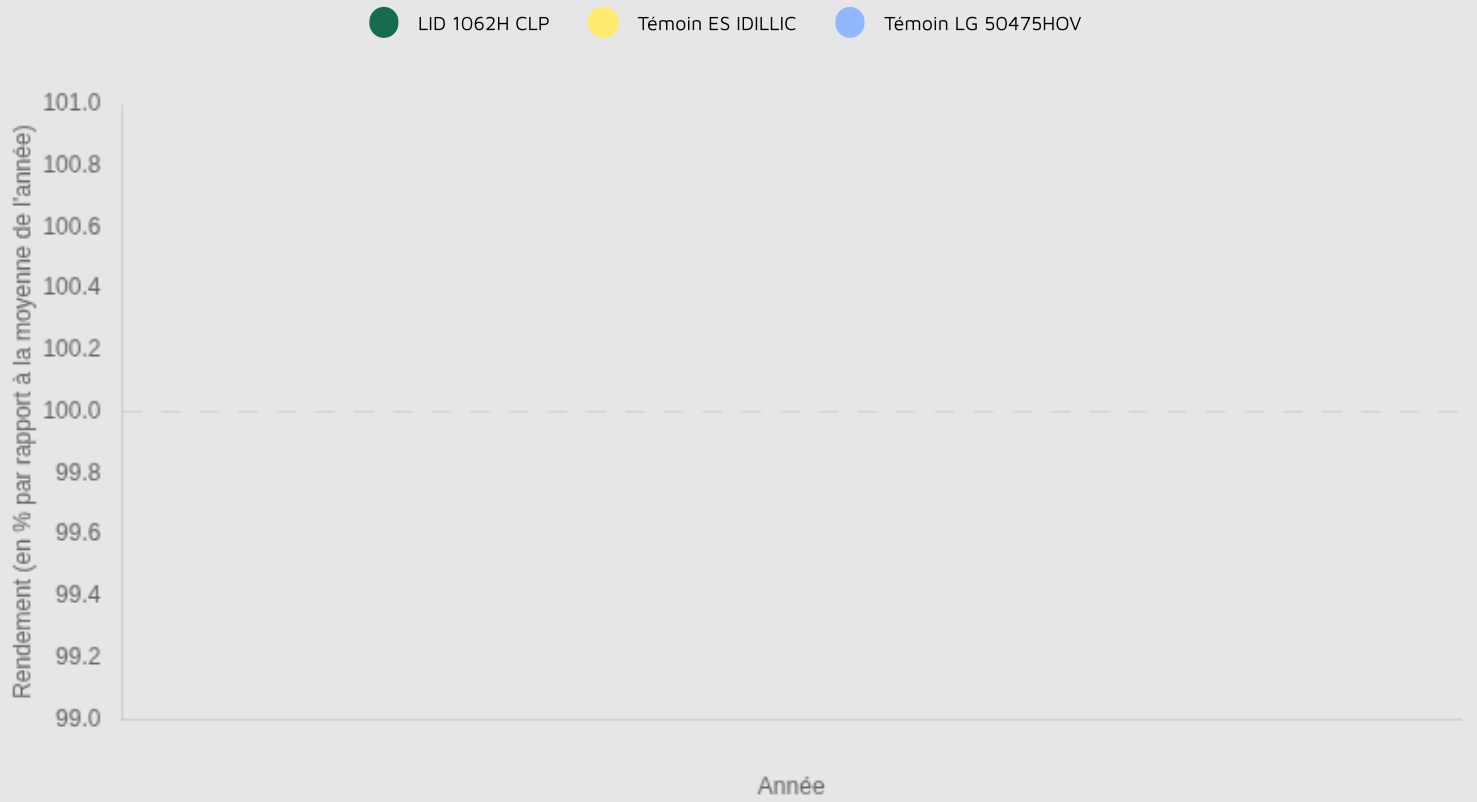 LID 1062H CLP
Témoin ES IDILLIC
Témoin LG 50475HOV
Rendement (en % par rapport à la moyenne de l'année)
101.0
100.8
100.6
100.4
100.2
100.0
99.8
99.6
99.4
99.2
99.0
Année